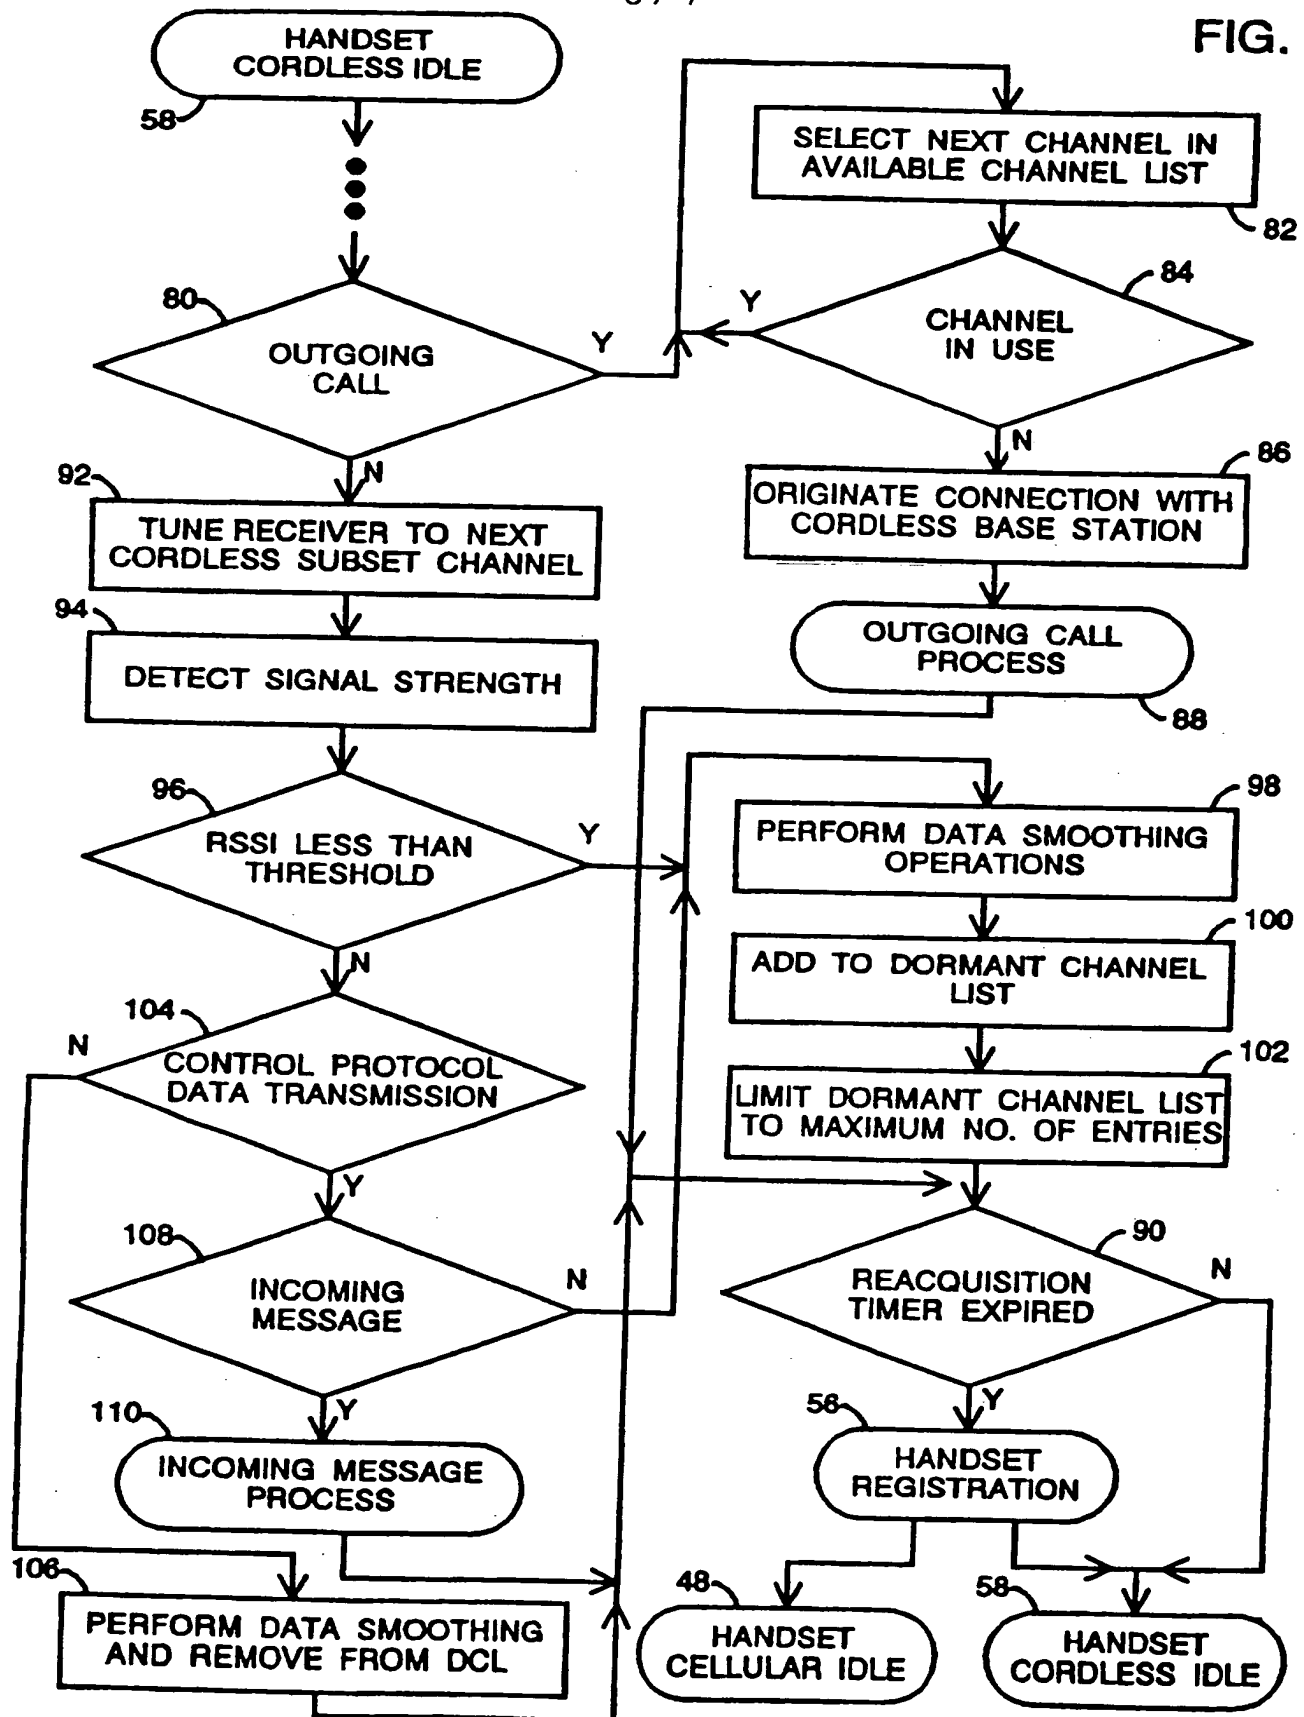 FIG.
HANDSET
CORDLESS IDLE
58
SELECT NEXT CHANNEL IN
AVAILABLE CHANNEL LIST
82
80
OUTGOING
CALL
Y
N
84
CHANNEL
IN USE
Y
N
86
ORIGINATE CONNECTION WITH
CORDLESS BASE STATION
OUTGOING CALL
PROCESS
88
92
TUNE RECEIVER TO NEXT
CORDLESS SUBSET CHANNEL
94
DETECT SIGNAL STRENGTH
96
RSSI LESS THAN
THRESHOLD
Y
N
98
PERFORM DATA SMOOTHING
OPERATIONS
100
ADD TO DORMANT CHANNEL
LIST
102
LIMIT DORMANT CHANNEL LIST
TO MAXIMUM NO. OF ENTRIES
104
N
CONTROL PROTOCOL
DATA TRANSMISSION
Y
108
INCOMING
MESSAGE
N
Y
90
REACQUISITION
TIMER EXPIRED
N
Y
110
INCOMING MESSAGE
PROCESS
56
HANDSET
REGISTRATION
106
PERFORM DATA SMOOTHING
AND REMOVE FROM DCL
48
HANDSET
CELLULAR IDLE
58
HANDSET
CORDLESS IDLE